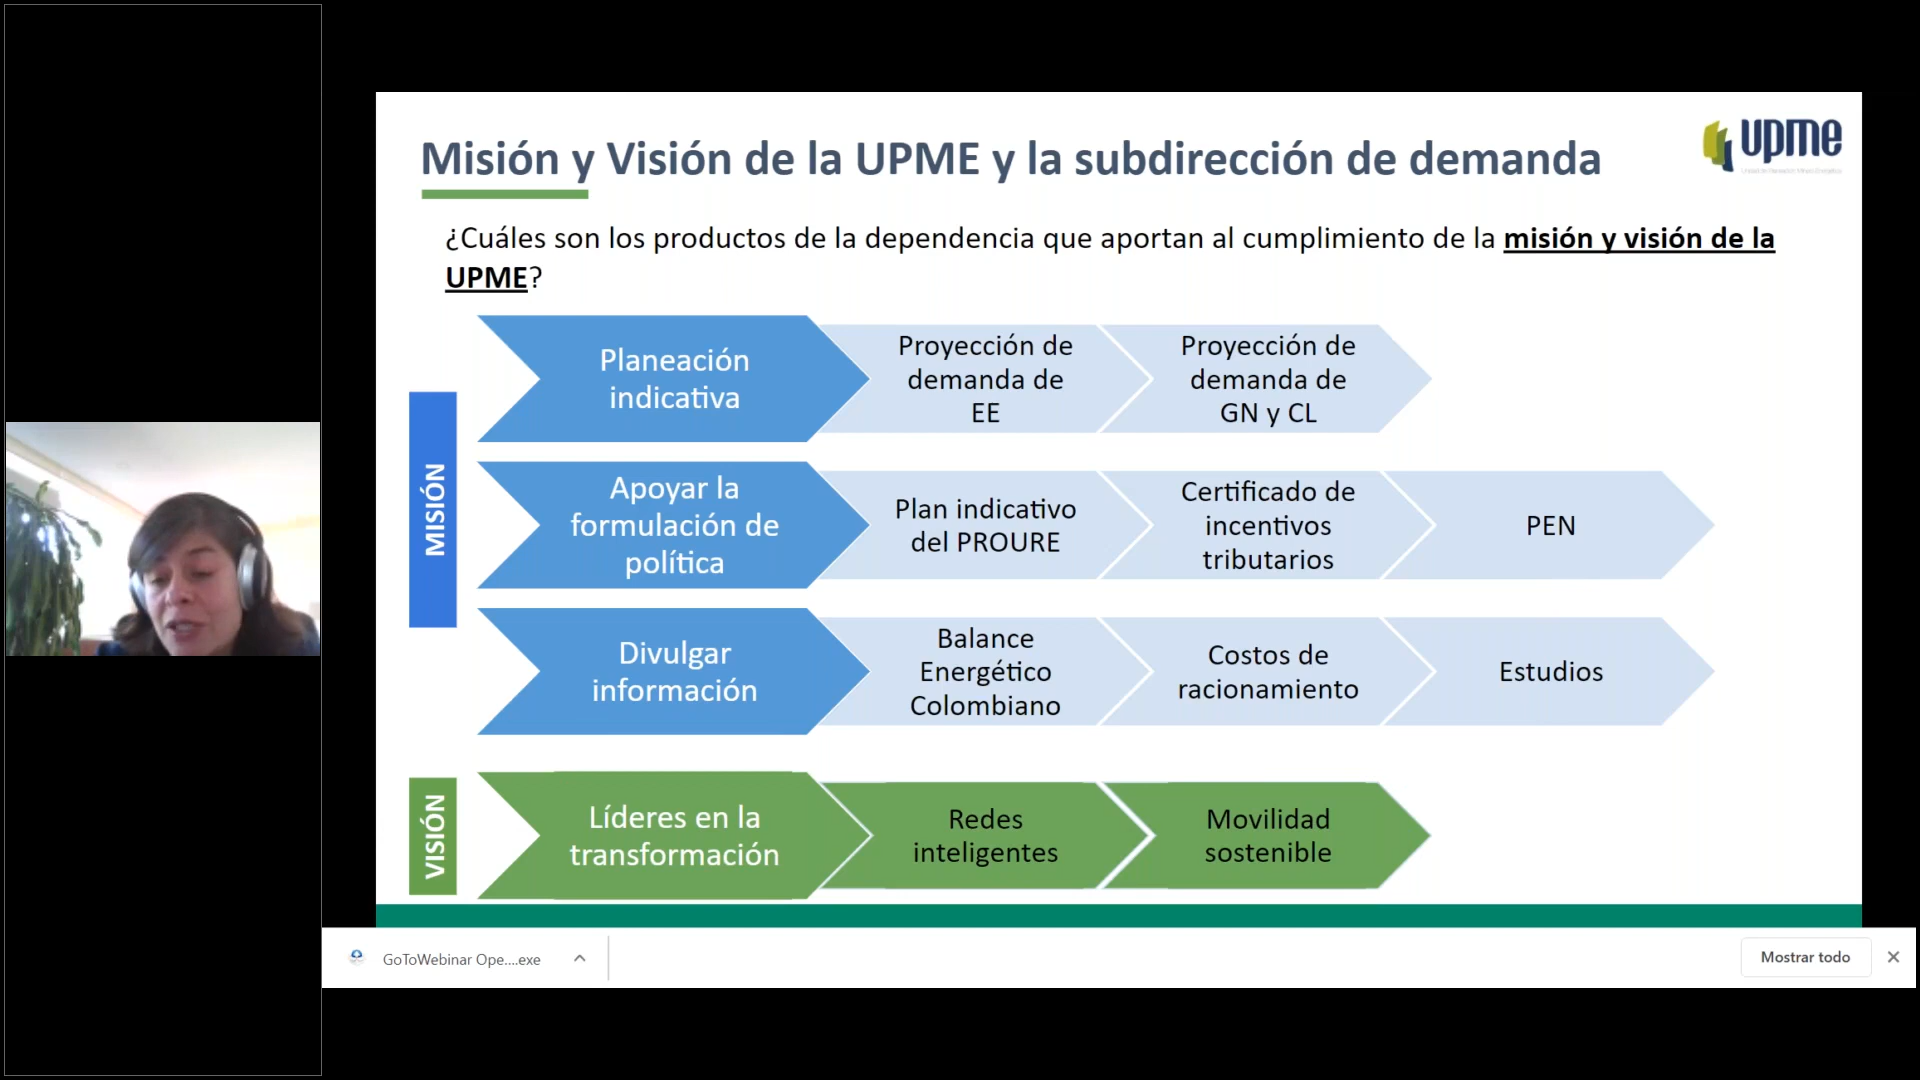 Misión y Visión de la UPME y la subdirección de demanda
upme
¿Cuáles son los productos de la dependencia que aportan al cumplimiento de la misión y visión de la
UPME?
MISIÓN
Planeación
indicativa
Proyección de
demanda de
EE
Proyección de
demanda de
GN y CL
Apoyar la
formulación de
política
Plan indicativo
del PROURE
Certificado de
incentivos
tributarios
PEN
Divulgar
información
Balance
Energético
Colombiano
Costos de
racionamiento
Estudios
VISIÓN
Líderes en la
transformación
Redes
inteligentes
Movilidad
sostenible
GoToWebinar Ope....exe
Mostrar todo